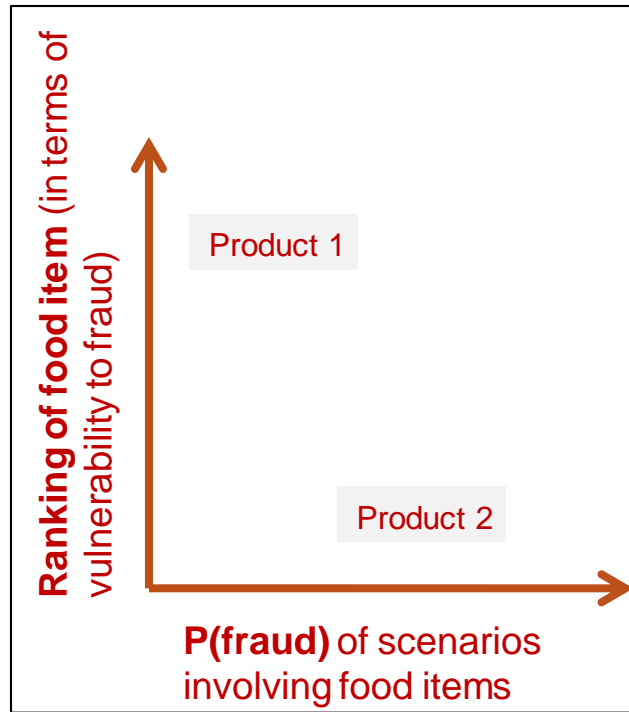 Ranking of food item (in terms of
vulnerability to fraud)
Product 1
Product 2
P(fraud) of scenarios
involving food items